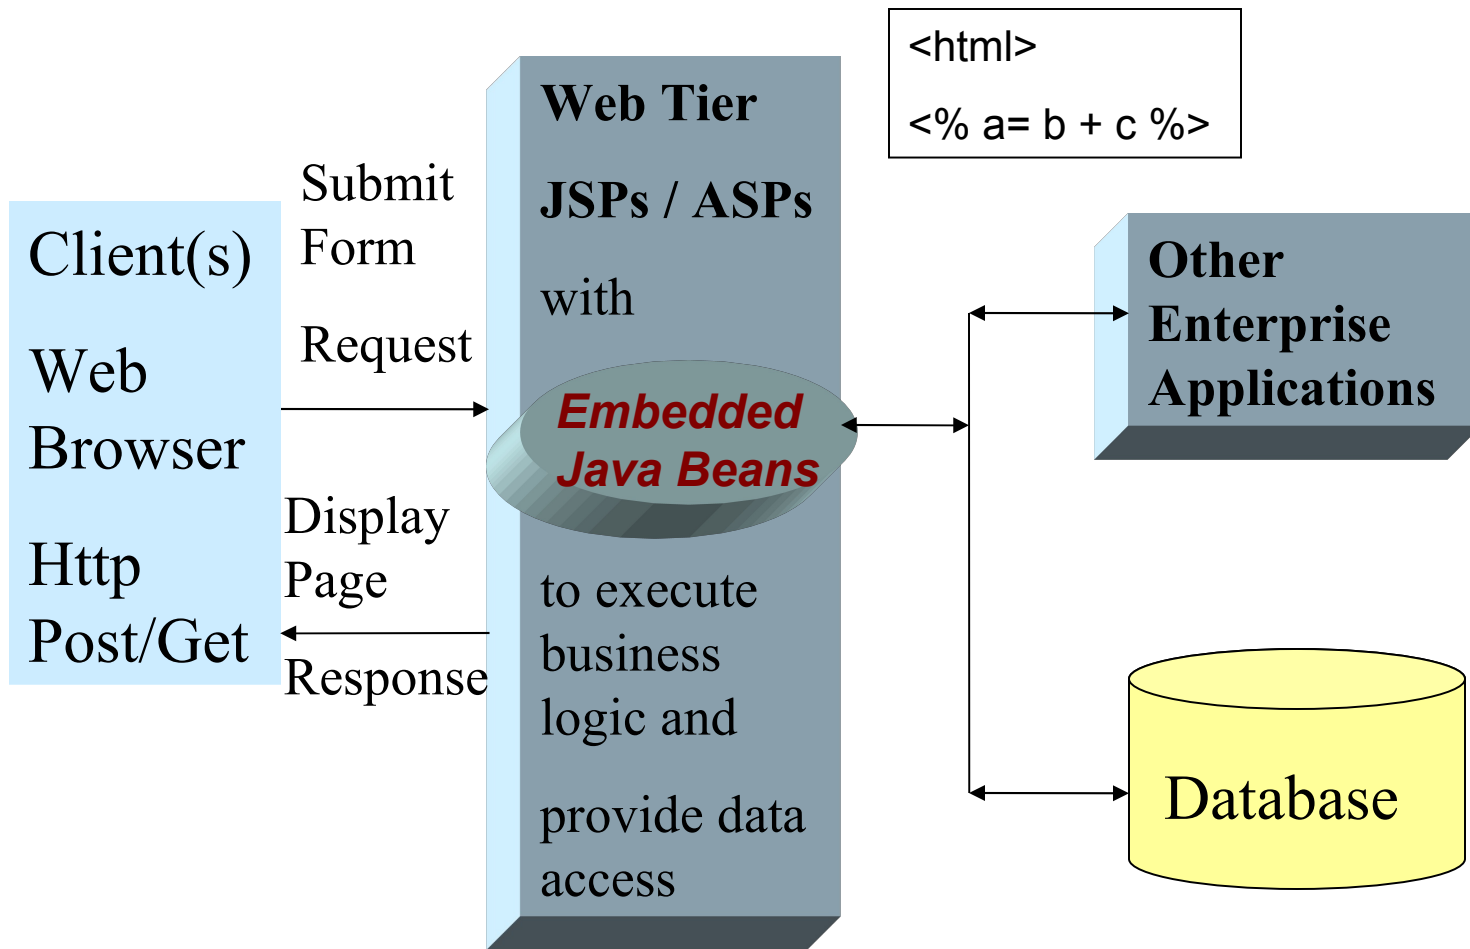 Client(s)
Web
Browser
Http
Post/Get
Submit
Form
Request
Display
Page
Response
Web Tier
JSPs / ASPs
with
Embedded
Java Beans
to execute
business
logic and
provide data
access
<html>
<% a= b + c %>
Other
Enterprise
Applications
Database